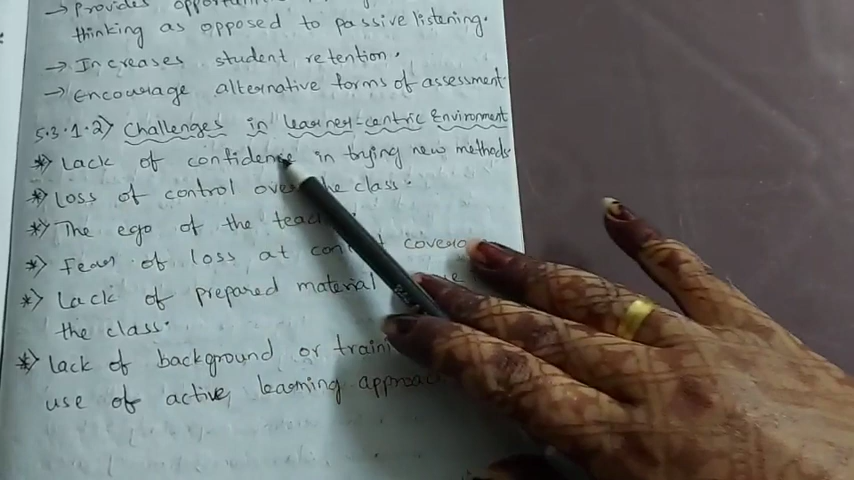 → Provides
thinking as opposed to passive listening.
→ Increases student retention.
→ Encourage alternative forms of assessment.
5.3.1.2) Challenges in learner-centric Environment
*) Lack of confidence in trying new methods.
*) Loss of control over the class.
*) The ego of the
*) Fear of loss at
*) Lack of prepared material
the class.
*) lack of background or
use of active learning